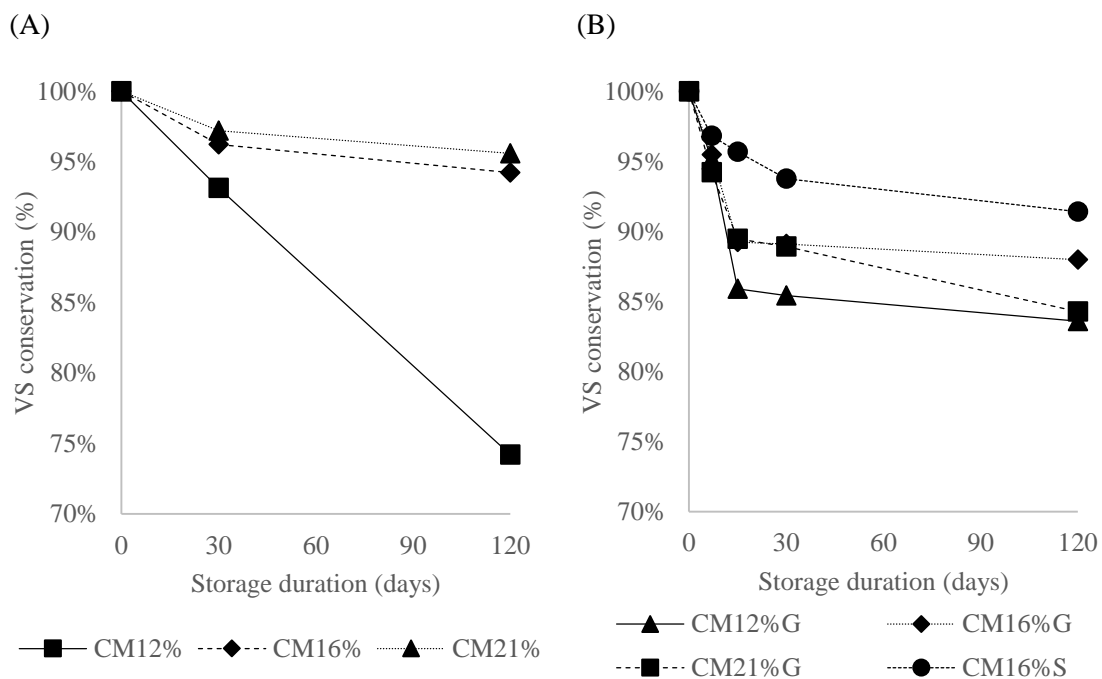 (A)
100%
95%
90%
85%
80%
75%
70%
VS conservation (%)
0 30 60 90 120
Storage duration (days)
CM12% CM16% CM21%
(B)
100%
95%
90%
85%
80%
75%
70%
VS conservation (%)
0 30 60 90 120
Storage duration (days)
CM12%G CM16%G
CM21%G CM16%S